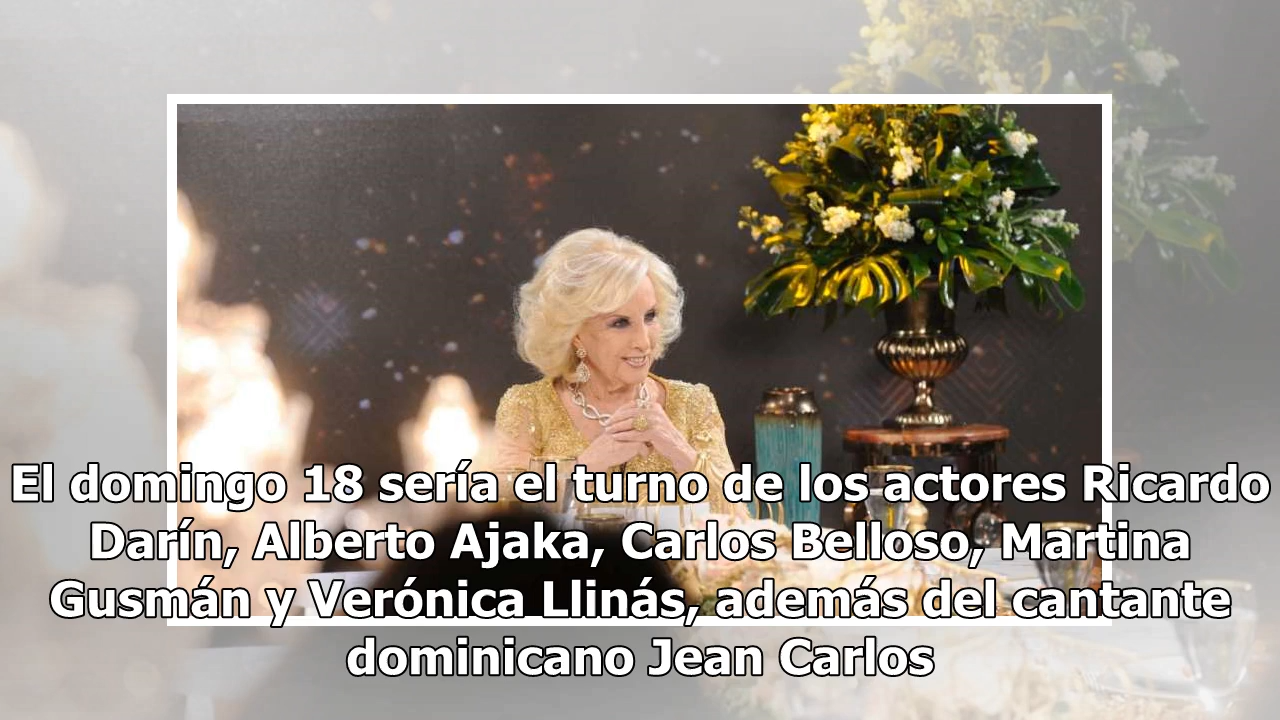 El domingo 18 sería el turno de los actores Ricardo
Darín, Alberto Ajaka, Carlos Belloso, Martina
Gusmán y Verónica Llinás, además del cantante
dominicano Jean Carlos